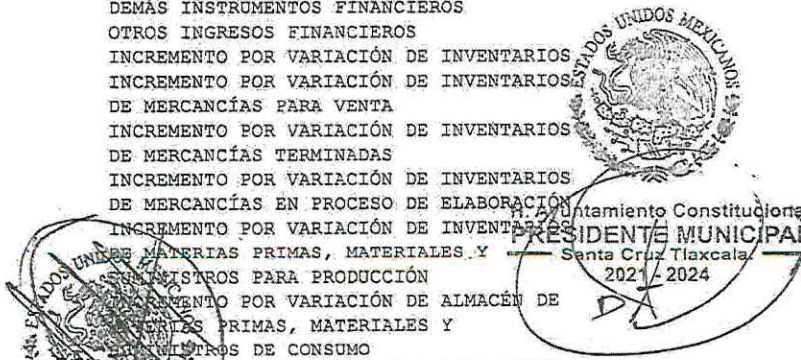 DEMÁS INSTRUMENTOS FINANCIEROS
OTROS INGRESOS FINANCIEROS
INCREMENTO POR VARIACIÓN DE INVENTARIOS
INCREMENTO POR VARIACIÓN DE INVENTARIOS
DE MERCANCÍAS PARA VENTA
INCREMENTO POR VARIACIÓN DE INVENTARIOS
DE MERCANCÍAS TERMINADAS
INCREMENTO POR VARIACIÓN DE INVENTARIOS
DE MERCANCÍAS EN PROCESO DE ELABORACIÓN
INCREMENTO POR VARIACIÓN DE INVENTARIOS
DE MATERIAS PRIMAS, MATERIALES Y
SUMINISTROS PARA PRODUCCIÓN
INCREMENTO POR VARIACIÓN DE ALMACÉN DE
MATERIAS PRIMAS, MATERIALES Y
SUMINISTROS DE CONSUMO
ESTADOS UNIDOS MEXICANOS
H. Ayuntamiento Constitucional
PRESIDENTE MUNICIPAL
Santa Cruz Tlaxcala.
2021 - 2024
ESTADOS UNIDOS